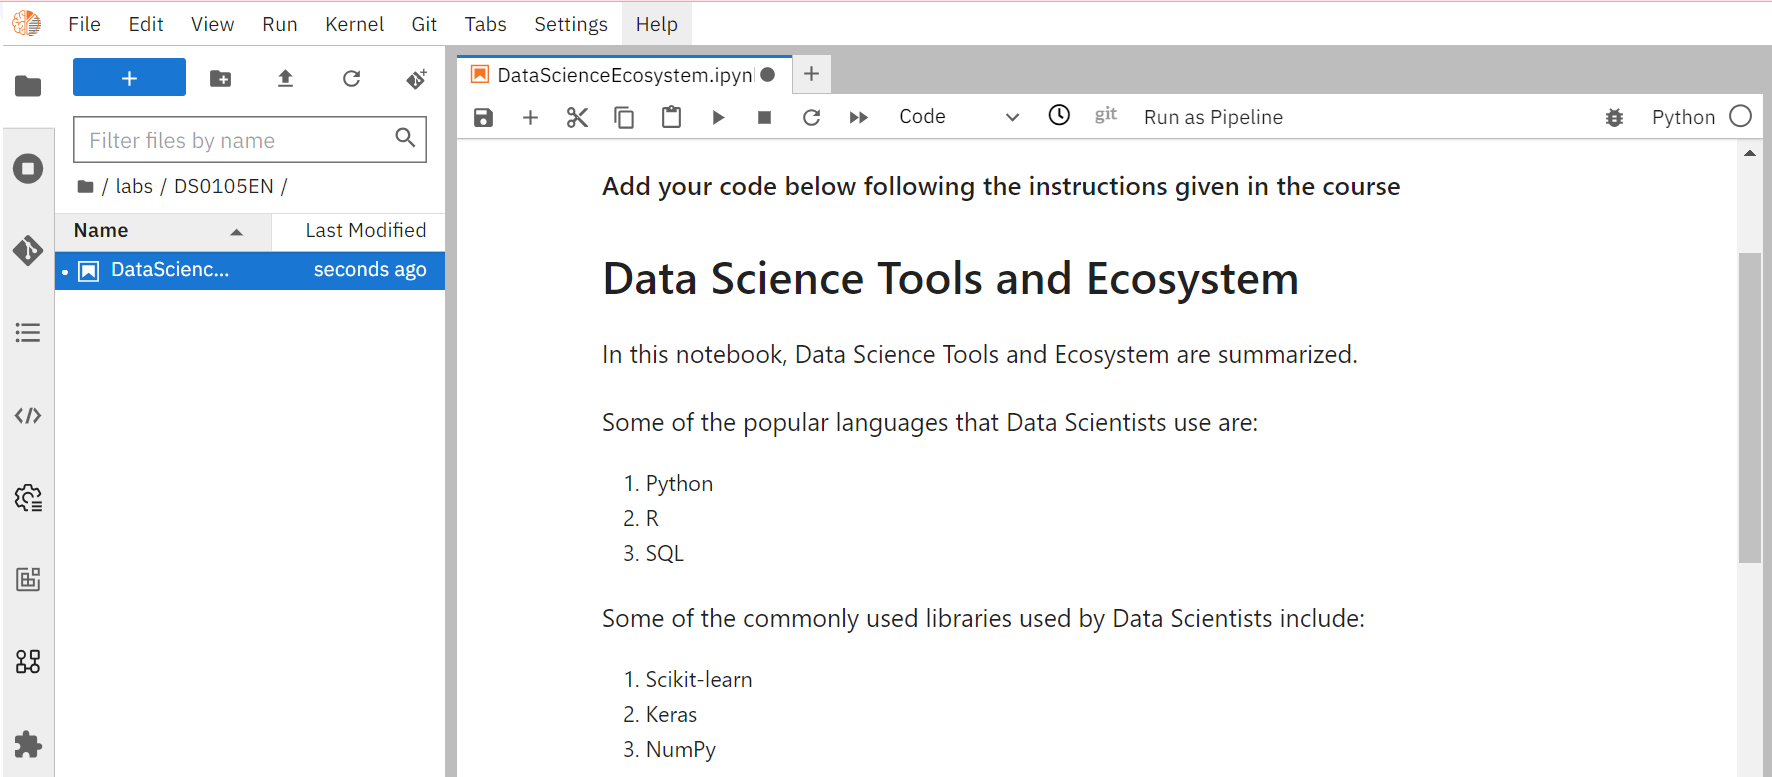 File Edit View Run Kernel Git Tabs Settings Help
Filter files by name
/ labs / DS0105EN /
Name Last Modified
DataScienc... seconds ago
DataScienceEcosystem.ipyn
Code git Run as Pipeline Python
Add your code below following the instructions given in the course
Data Science Tools and Ecosystem
In this notebook, Data Science Tools and Ecosystem are summarized.
Some of the popular languages that Data Scientists use are:
1. Python
2. R
3. SQL
Some of the commonly used libraries used by Data Scientists include:
1. Scikit-learn
2. Keras
3. NumPy